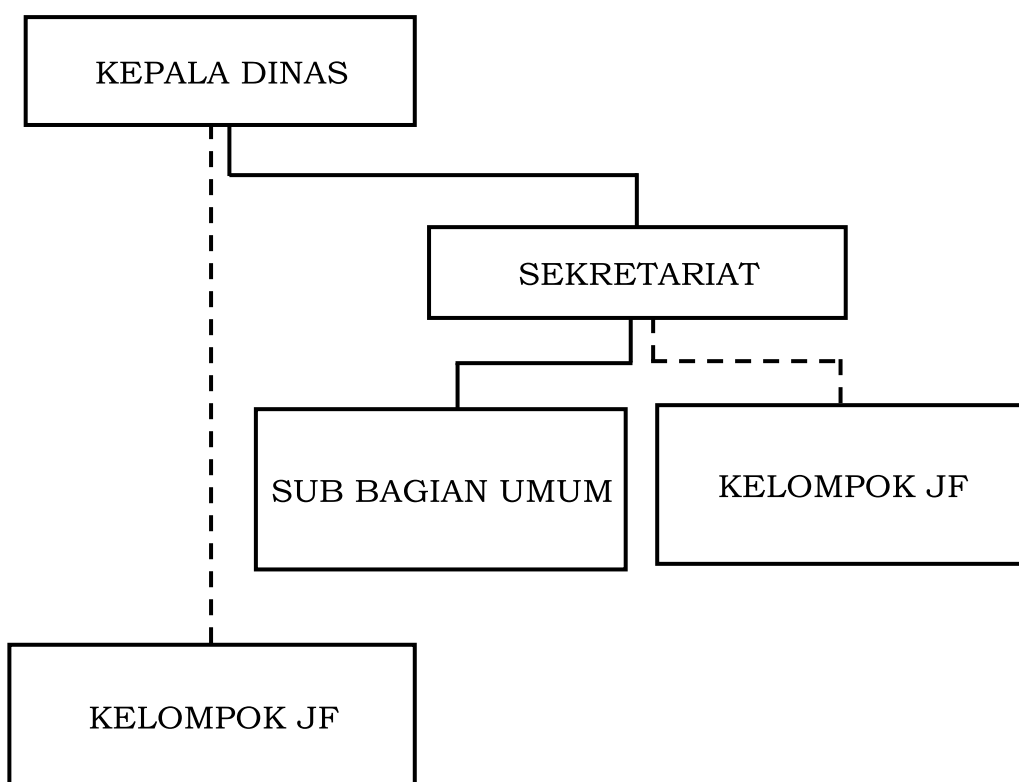 KEPALA DINAS
SEKRETARIAT
SUB BAGIAN UMUM
KELOMPOK JF
KELOMPOK JF